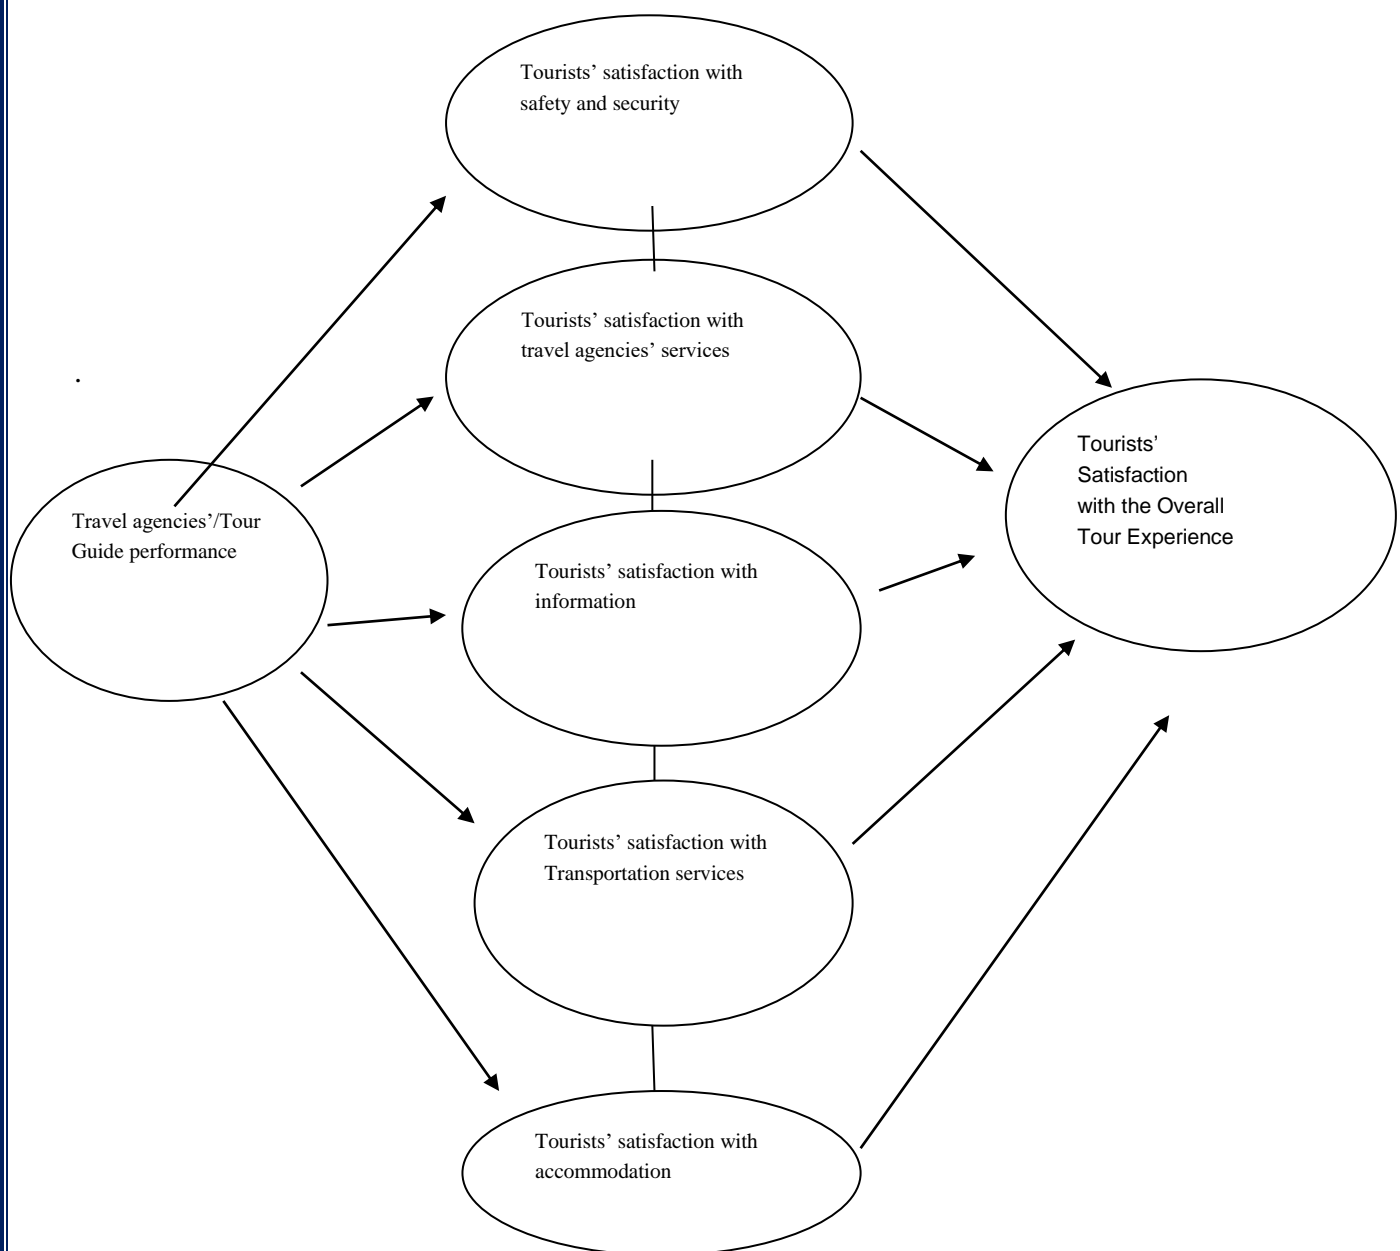 Tourists’ satisfaction with
safety and security
Tourists’ satisfaction with
travel agencies’ services
.
Tourists’
Satisfaction
with the Overall
Tour Experience
Travel agencies’/Tour
Guide performance
Tourists’ satisfaction with
information
Tourists’ satisfaction with
Transportation services
Tourists’ satisfaction with
accommodation